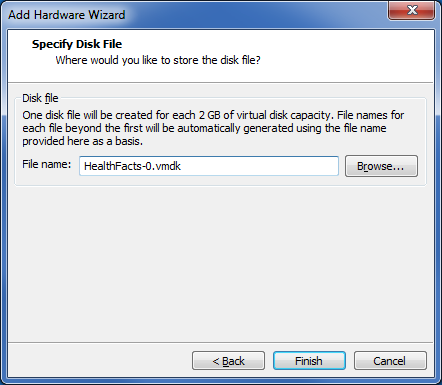 Add Hardware Wizard
Specify Disk File
Where would you like to store the disk file?
Disk file
One disk file will be created for each 2 GB of virtual disk capacity. File names for
each file beyond the first will be automatically generated using the file name
provided here as a basis.
File name: HealthFacts-0.vmdk Browse...
< Back Finish Cancel